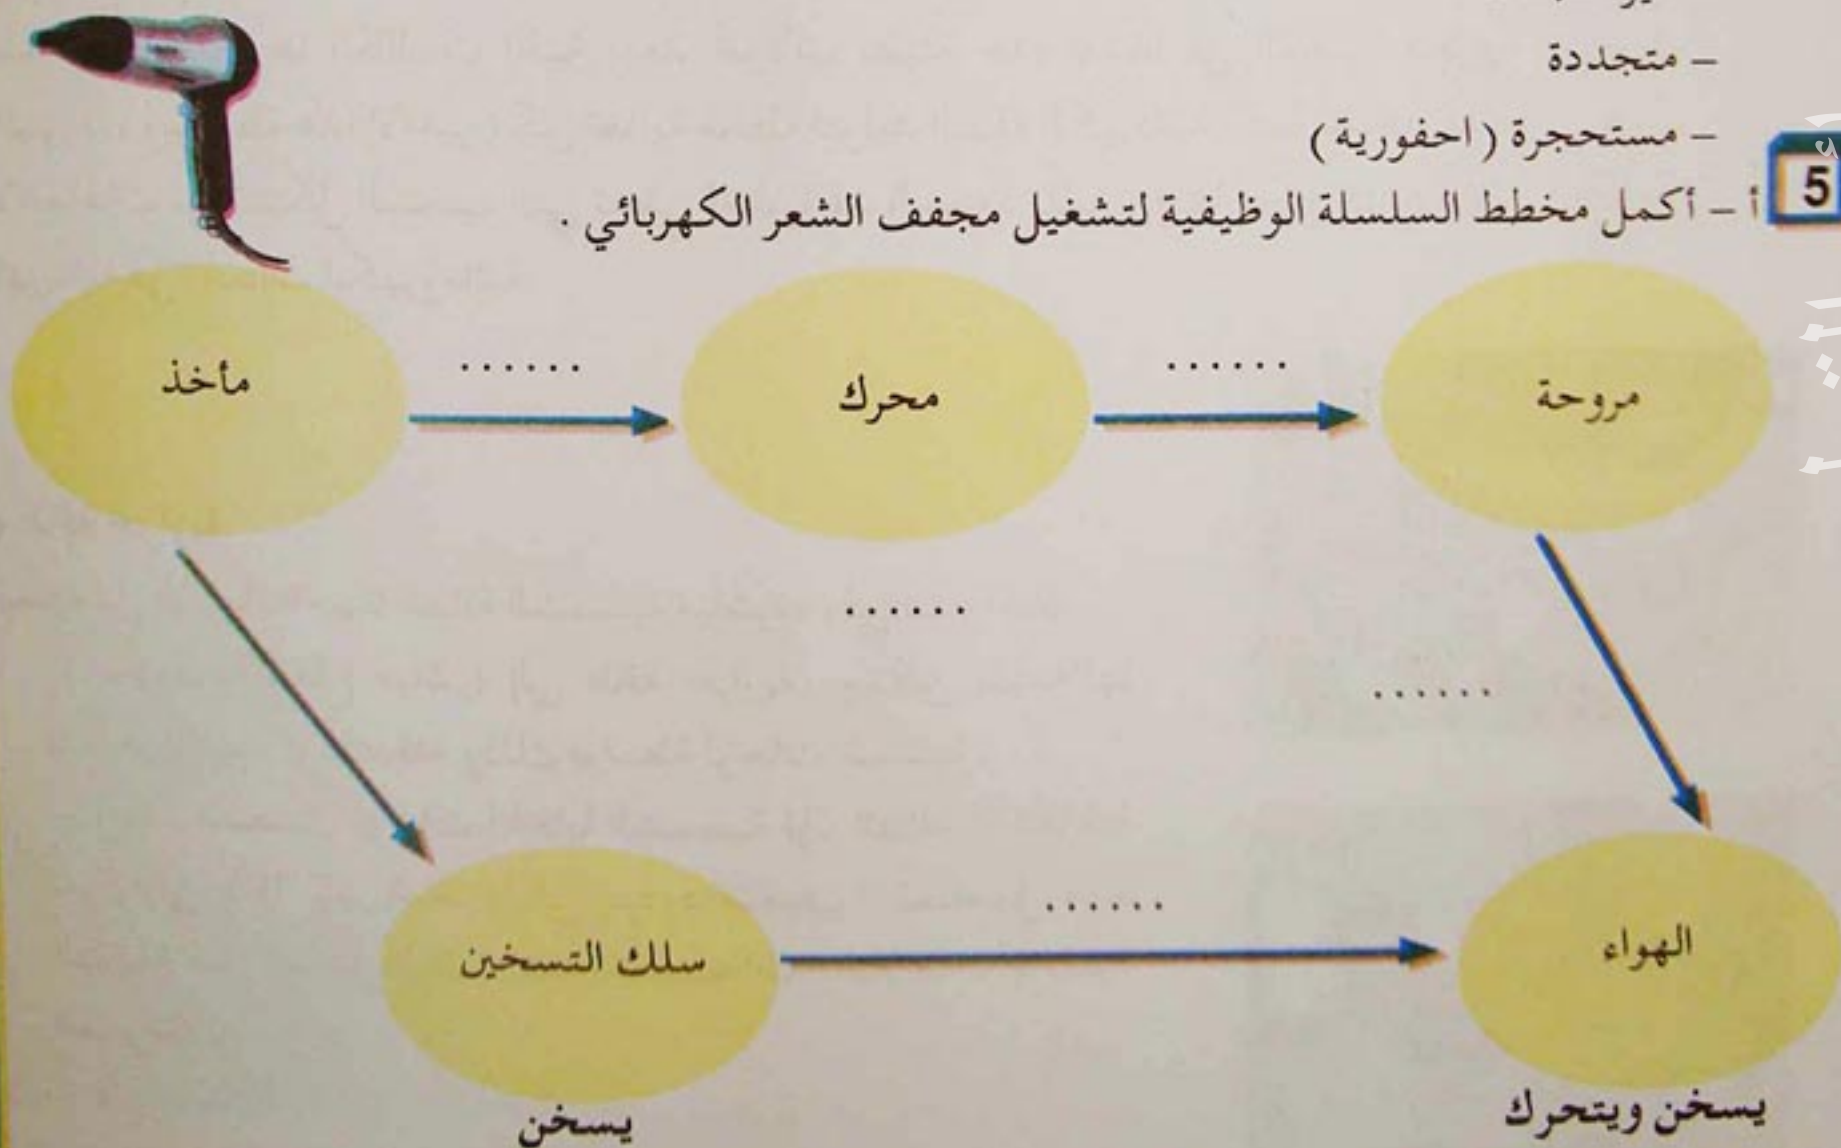 – متجددة
– مستحجرة (احفورية)
5 أ – أكمل مخطط السلسلة الوظيفية لتشغيل مجفف الشعر الكهربائي .
مروحة ...... محرك ...... مأخذ
......
......
الهواء ...... سلك التسخين
يسخن ويتحرك
يسخن